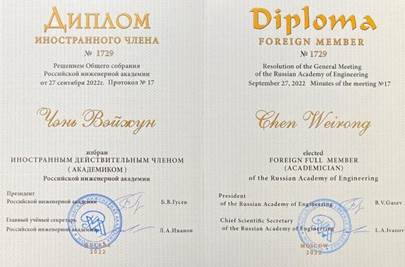 ДИПЛОМ
ИНОСТРАННОГО ЧЛЕНА
№ 1729
Решением Общего собрания
Российской инженерной академии
от 27 сентября 2022г. Протокол № 17
Чэнь Вэйжун
избран
ИНОСТРАННЫМ ДЕЙСТВИТЕЛЬНЫМ ЧЛЕНОМ
(АКАДЕМИКОМ)
Российской инженерной академии
Президент
Российской инженерной академии Б.В.Гусев
Главный учёный секретарь
Российской инженерной академии Л.А.Иванов
МОСКВА
2022
Diploma
FOREIGN MEMBER
№ 1729
Resolution of the General Meeting
of the Russian Academy of Engineering
September 27, 2022 Minutes of the meeting №17
Chen Weirong
elected
FOREIGN FULL MEMBER
(ACADEMICIAN)
of the Russian Academy of Engineering
President
of the Russian Academy of Engineering B.V.Gusev
Chief Scientific Secretary
of the Russian Academy of Engineering L.A.Ivanov
MOSCOW
2022